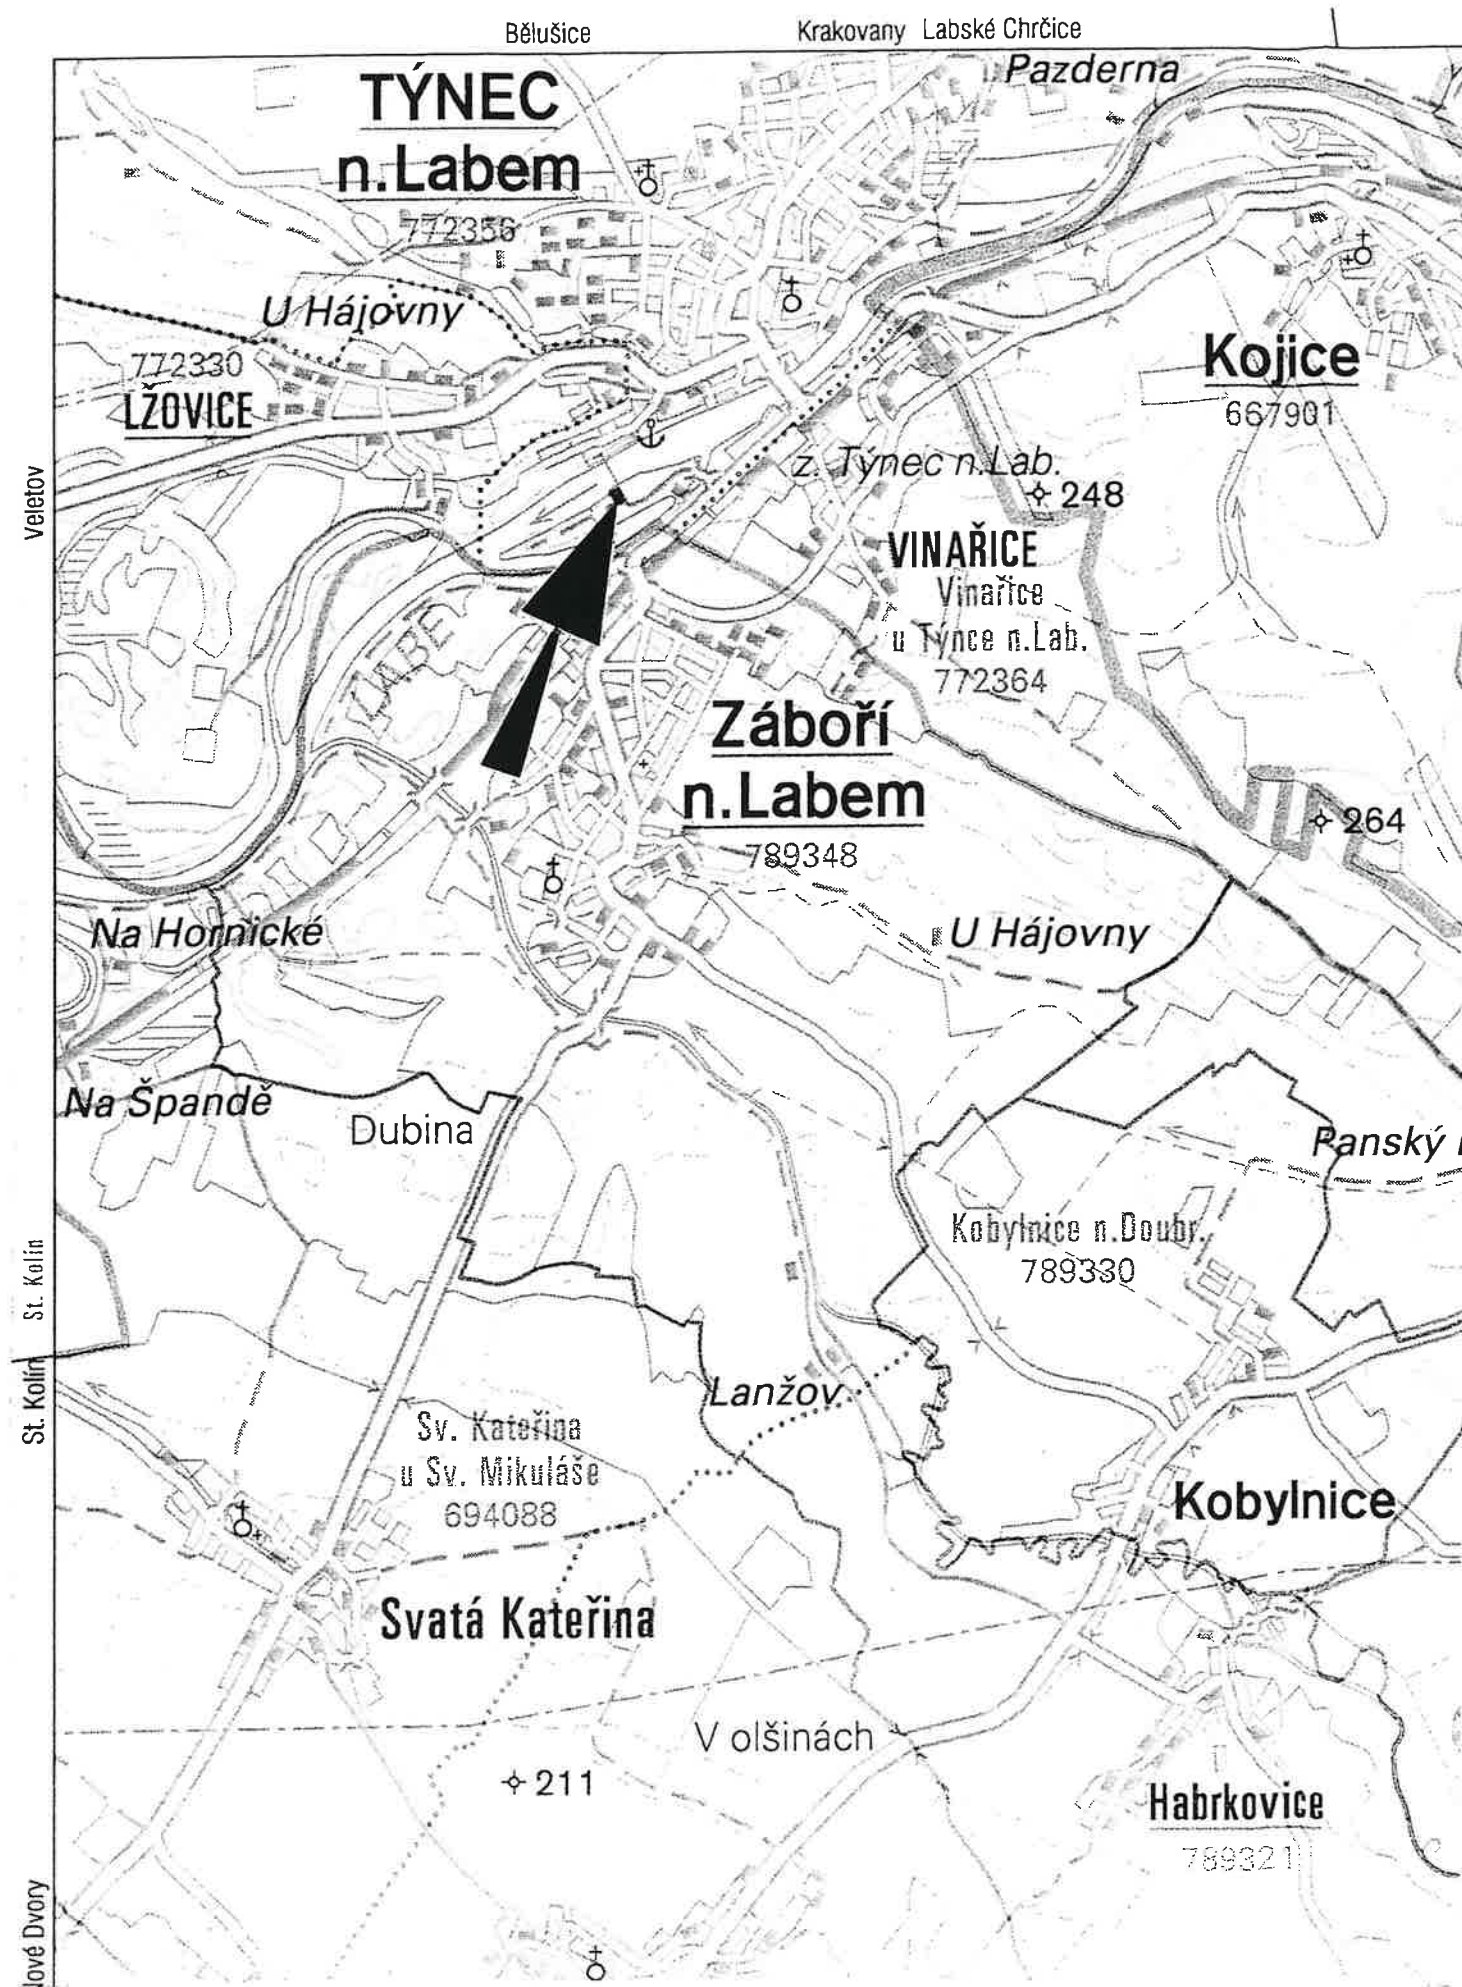 Bělušice
Krakovany
Labské Chrčice
Pazderna
TÝNEC
n.Labem
772356
U Hájovny
772330
LŽOVICE
Kojice
667901
Veletov
z. Týnec n.Lab.
248
VINAŘICE
Vinařice
u Týnce n.Lab.
772364
LABE
Záboří
n.Labem
789348
264
Na Hornické
U Hájovny
Na Špandě
Dubina
Panský
Kobylnice n.Doubr.
789330
St. Kolín
St. Kolín
Lanžov
Sv. Kateřina
u Sv. Mikuláše
694088
Kobylnice
Svatá Kateřina
V olšinách
211
Habrkovice
789321
Nové Dvory